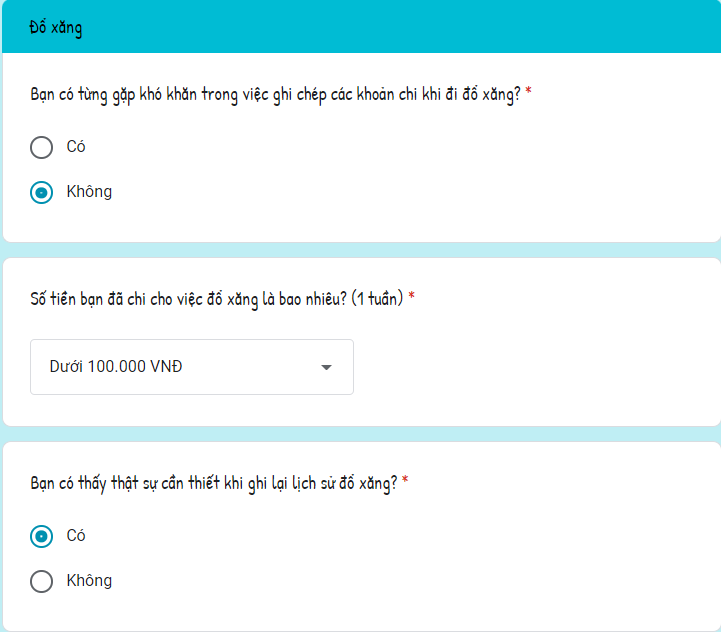 Đổ xăng
Bạn có từng gặp khó khăn trong việc ghi chép các khoản chi khi đi đổ xăng? *
Có
Không
Số tiền bạn đã chi cho việc đổ xăng là bao nhiêu? (1 tuần) *
Dưới 100.000 VNĐ
Bạn có thấy thật sự cần thiết khi ghi lại lịch sử đổ xăng? *
Có
Không